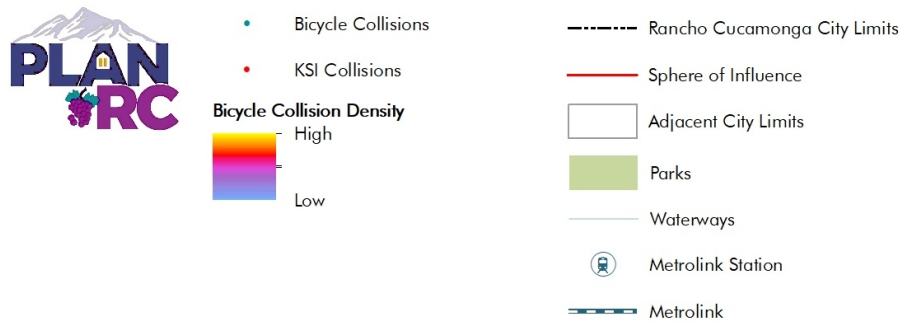 PLAN
RC
Bicycle Collisions
KSI Collisions
Bicycle Collision Density
High
Low
Rancho Cucamonga City Limits
Sphere of Influence
Adjacent City Limits
Parks
Waterways
Metrolink Station
Metrolink